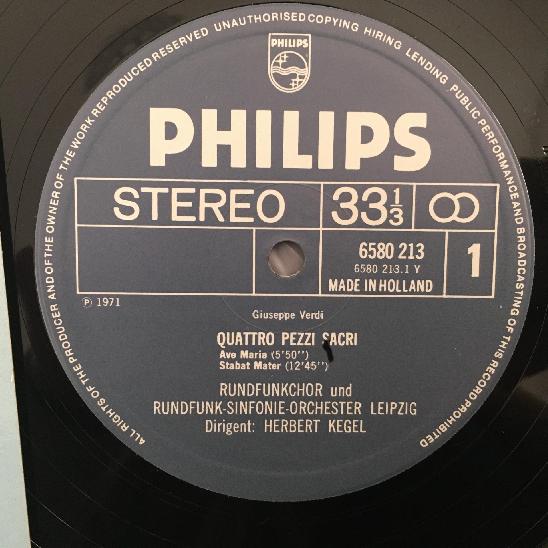 ALL RIGHTS OF THE PRODUCER AND OF THE OWNER OF THE WORK REPRODUCED RESERVED UNAUTHORISED COPYING HIRING LENDING PUBLIC PERFORMANCE AND BROADCASTING OF THIS RECORD PROHIBITED
PHILIPS
PHILIPS
STEREO 33⅓
6580 213
6580 213.1 Y
MADE IN HOLLAND
1
℗ 1971
Giuseppe Verdi
QUATTRO PEZZI SACRI
Ave Maria (5'50'')
Stabat Mater (12'45'')
RUNDFUNKCHOR und
RUNDFUNK-SINFONIE-ORCHESTER LEIPZIG
Dirigent: HERBERT KEGEL